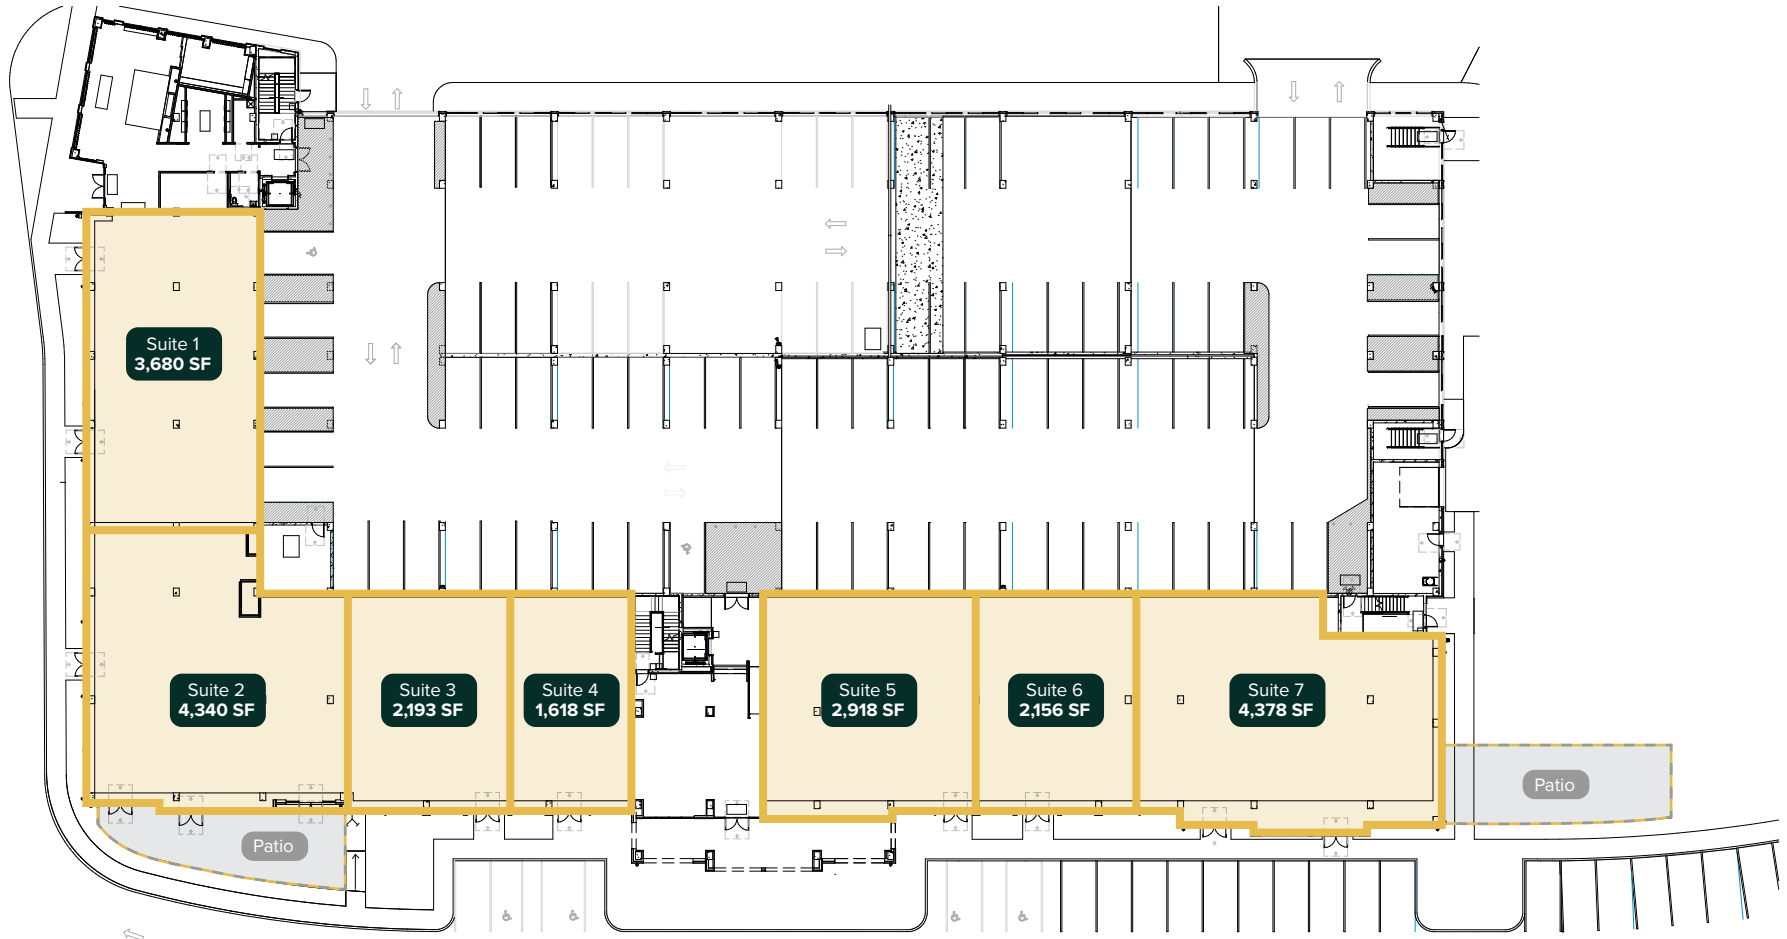 Suite 1
3,680 SF
Suite 2
4,340 SF
Suite 3
2,193 SF
Suite 4
1,618 SF
Suite 5
2,918 SF
Suite 6
2,156 SF
Suite 7
4,378 SF
Patio
Patio